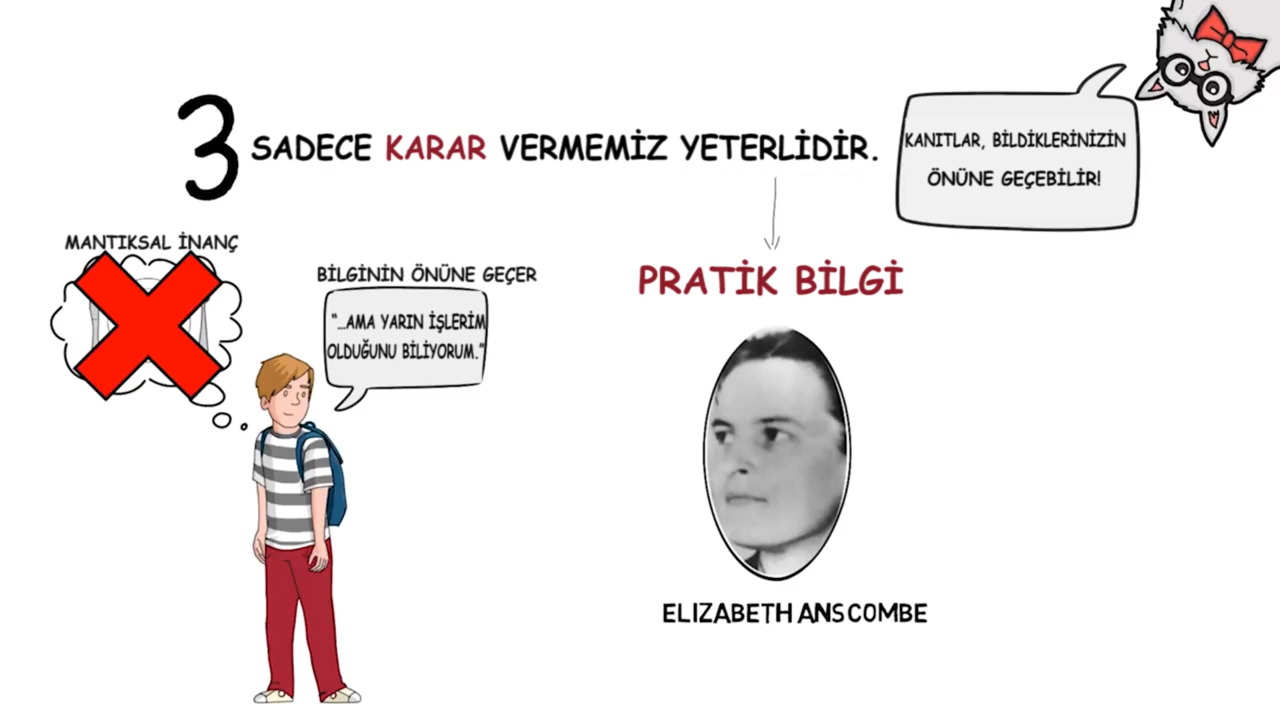 3 SADECE KARAR VERMEMİZ YETERLİDİR.
KANITLAR, BİLDİKLERİNİZİN
ÖNÜNE GEÇEBİLİR!
MANTIKSAL İNANÇ
BİLGİNİN ÖNÜNE GEÇER
"...AMA YARIN İŞLERİM
OLDUĞUNU BİLİYORUM."
PRATİK BİLGİ
ELIZABETH ANSCOMBE